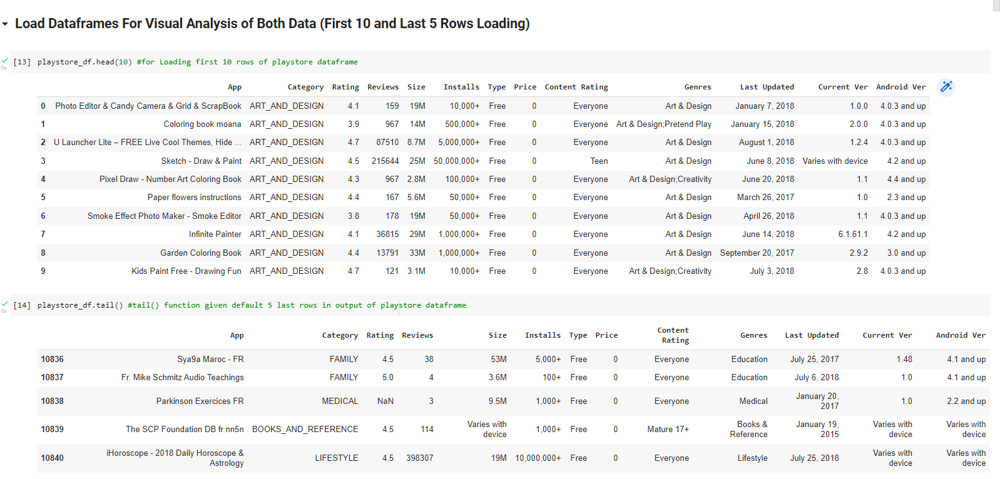 Load Dataframes For Visual Analysis of Both Data (First 10 and Last 5 Rows Loading)
0s
[13] playstore_df.head(10) #for Loading first 10 rows of playstore dataframe
App Category Rating Reviews Size Installs Type Price Content Rating Genres Last Updated Current Ver Android Ver
0 Photo Editor & Candy Camera & Grid & ScrapBook ART_AND_DESIGN 4.1 159 19M 10,000+ Free 0 Everyone Art & Design January 7, 2018 1.0.0 4.0.3 and up
1 Coloring book moana ART_AND_DESIGN 3.9 967 14M 500,000+ Free 0 Everyone Art & Design;Pretend Play January 15, 2018 2.0.0 4.0.3 and up
2 U Launcher Lite – FREE Live Cool Themes, Hide ... ART_AND_DESIGN 4.7 87510 8.7M 5,000,000+ Free 0 Everyone Art & Design August 1, 2018 1.2.4 4.0.3 and up
3 Sketch - Draw & Paint ART_AND_DESIGN 4.5 215644 25M 50,000,000+ Free 0 Teen Art & Design June 8, 2018 Varies with device 4.2 and up
4 Pixel Draw - Number Art Coloring Book ART_AND_DESIGN 4.3 967 2.8M 100,000+ Free 0 Everyone Art & Design;Creativity June 20, 2018 1.1 4.4 and up
5 Paper flowers instructions ART_AND_DESIGN 4.4 167 5.6M 50,000+ Free 0 Everyone Art & Design March 26, 2017 1.0 2.3 and up
6 Smoke Effect Photo Maker - Smoke Editor ART_AND_DESIGN 3.8 178 19M 50,000+ Free 0 Everyone Art & Design April 26, 2018 1.1 4.0.3 and up
7 Infinite Painter ART_AND_DESIGN 4.1 36815 29M 1,000,000+ Free 0 Everyone Art & Design June 14, 2018 6.1.61.1 4.2 and up
8 Garden Coloring Book ART_AND_DESIGN 4.4 13791 33M 1,000,000+ Free 0 Everyone Art & Design September 20, 2017 2.9.2 3.0 and up
9 Kids Paint Free - Drawing Fun ART_AND_DESIGN 4.7 121 3.1M 10,000+ Free 0 Everyone Art & Design;Creativity July 3, 2018 2.8 4.0.3 and up
0s
[14] playstore_df.tail() #tail() function given default 5 last rows in output of playstore dataframe
App Category Rating Reviews Size Installs Type Price Content
Rating Genres Last Updated Current Ver Android Ver
10836 Sya9a Maroc - FR FAMILY 4.5 38 53M 5,000+ Free 0 Everyone Education July 25, 2017 1.48 4.1 and up
10837 Fr. Mike Schmitz Audio Teachings FAMILY 5.0 4 3.6M 100+ Free 0 Everyone Education July 6, 2018 1.0 4.1 and up
10838 Parkinson Exercices FR MEDICAL NaN 3 9.5M 1,000+ Free 0 Everyone Medical January 20,
2017 1.0 2.2 and up
10839 The SCP Foundation DB fr nn5n BOOKS_AND_REFERENCE 4.5 114 Varies with
device 1,000+ Free 0 Mature 17+ Books &
Reference January 19,
2015 Varies with
device Varies with
device
10840 iHoroscope - 2018 Daily Horoscope &
Astrology LIFESTYLE 4.5 398307 19M 10,000,000+ Free 0 Everyone Lifestyle July 25, 2018 Varies with
device Varies with
device